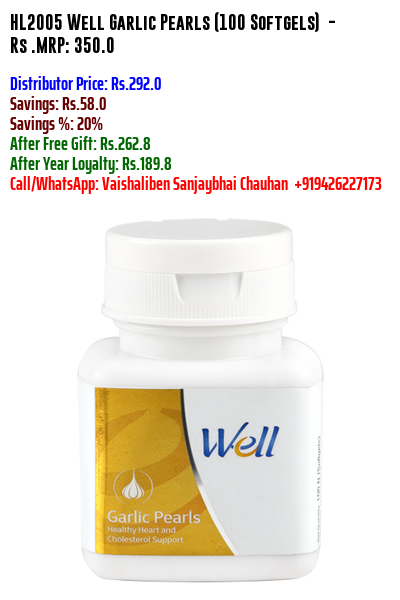 HL2005 Well Garlic Pearls (100 Softgels) -
Rs .MRP: 350.0
Distributor Price: Rs.292.0
Savings: Rs.58.0
Savings %: 20%
After Free Gift: Rs.262.8
After Year Loyalty: Rs.189.8
Call/WhatsApp: Vaishaliben Sanjaybhai Chauhan +919426227173
Well
Garlic Pearls
Healthy Heart and
Cholesterol Support